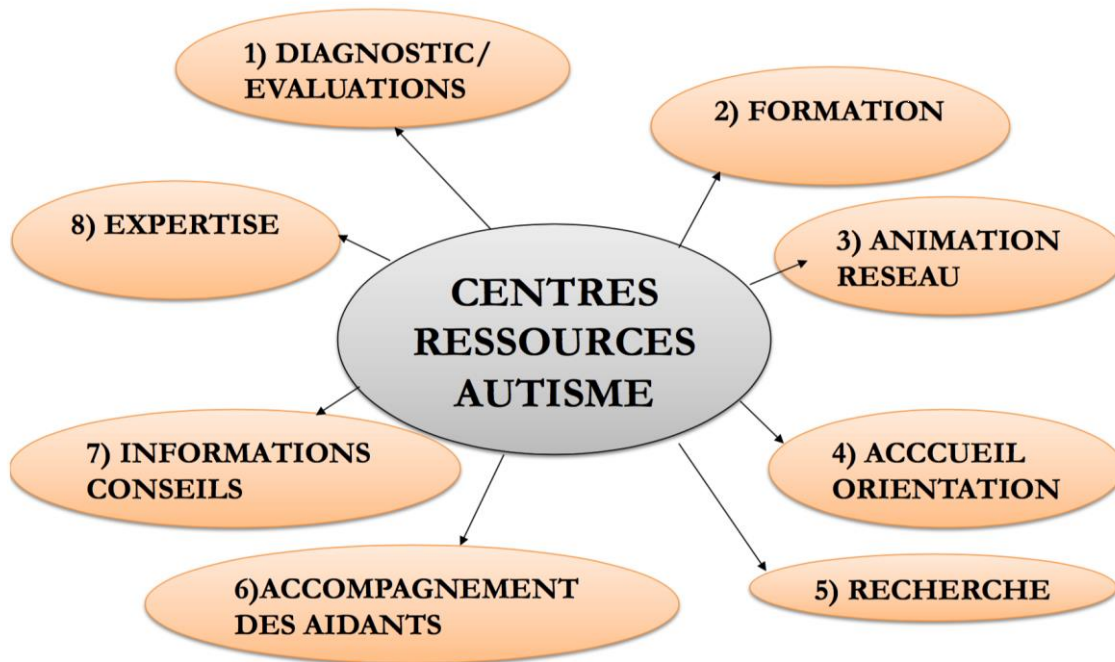 1) DIAGNOSTIC/
EVALUATIONS
2) FORMATION
8) EXPERTISE
3) ANIMATION
RESEAU
CENTRES
RESSOURCES
AUTISME
7) INFORMATIONS
CONSEILS
4) ACCCUEIL
ORIENTATION
6)ACCOMPAGNEMENT
DES AIDANTS
5) RECHERCHE